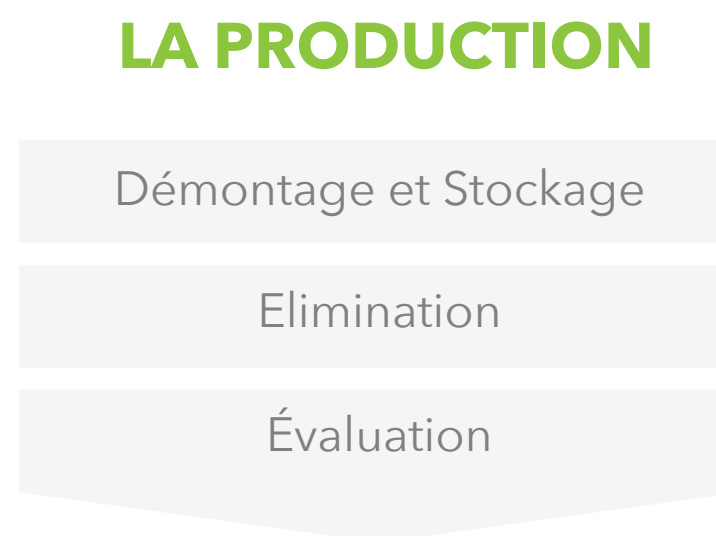 LA PRODUCTION
Démontage et Stockage
Elimination
Évaluation